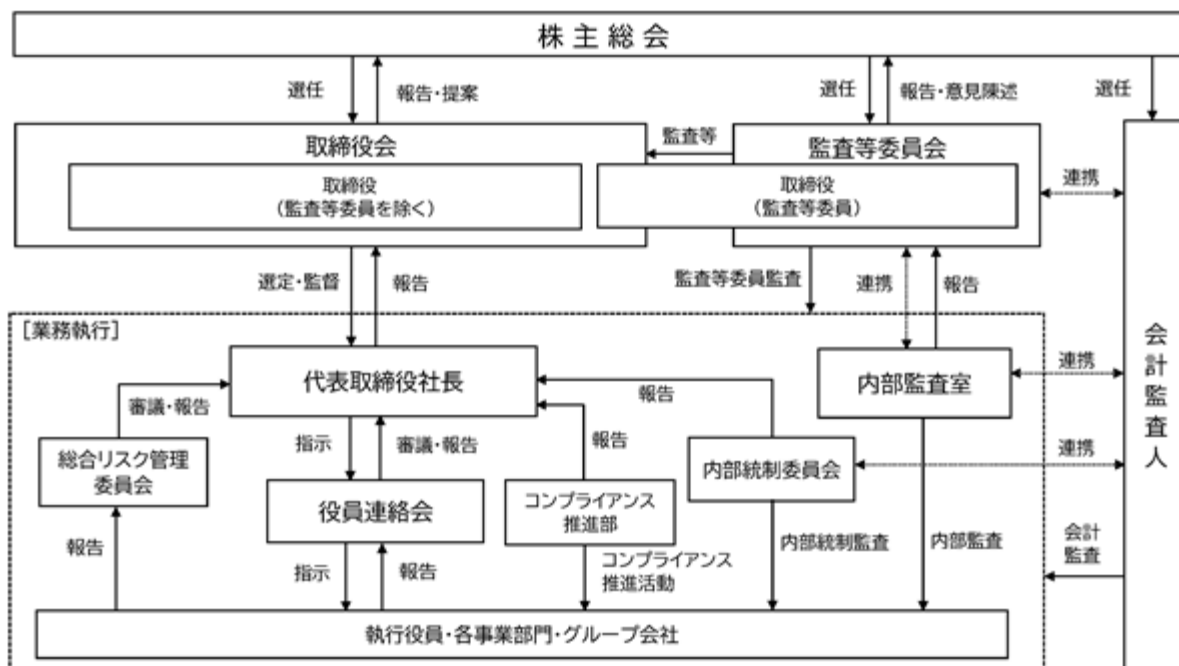 株主総会
選任
報告・提案
選任
報告・意見陳述
選任
取締役会
監査等
監査等委員会
取締役
（監査等委員を除く）
取締役
（監査等委員）
連携
選定・監督
報告
監査等委員監査
連携
報告
［業務執行］
代表取締役社長
内部監査室
連携
会計監査人
審議・報告
報告
指示
審議・報告
報告
総合リスク管理
委員会
役員連絡会
コンプライアンス
推進部
内部統制委員会
連携
報告
指示
報告
コンプライアンス
推進活動
内部統制監査
内部監査
会計
監査
執行役員・各事業部門・グループ会社